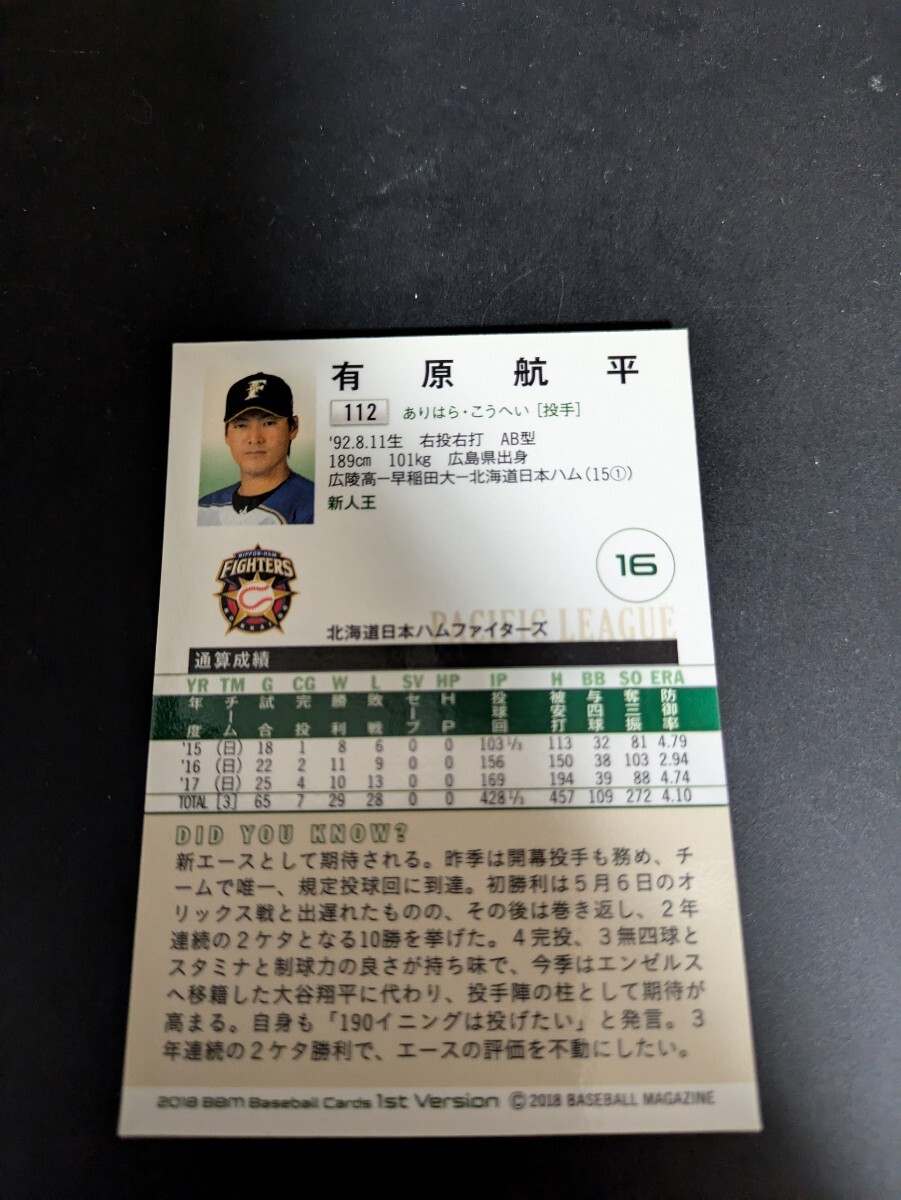 有原航平
112 ありはら・こうへい [投手]
'92.8.11生 右投右打 AB型
189cm 101kg 広島県出身
広陵高ー早稲田大ー北海道日本ハム (15①)
新人王
F
NIPPON-HAM
FIGHTERS
HOKKAIDO
16
PACIFIC LEAGUE
北海道日本ハムファイターズ
通算成績
YR TM G CG W L SV HP IP H BB SO ERA
年度 チーム 試合 完投 勝利 敗戦 セーブ HP 投球回 被安打 与四球 奪三振 防御率
'15 (日) 18 1 8 6 0 0 103 1/3 113 32 81 4.79
'16 (日) 22 2 11 9 0 0 156 150 38 103 2.94
'17 (日) 25 4 10 13 0 0 169 194 39 88 4.74
TOTAL [3] 65 7 29 28 0 0 428 1/3 457 109 272 4.10
DID YOU KNOW?
新エースとして期待される。昨季は開幕投手も務め、チ
ームで唯一、規定投球回に到達。初勝利は5月6日のオ
リックス戦と出遅れたものの、その後は巻き返し、2年
連続の2ケタとなる10勝を挙げた。4完投、3無四球と
スタミナと制球力の良さが持ち味で、今季はエンゼルス
へ移籍した大谷翔平に代わり、投手陣の柱として期待が
高まる。自身も「190イニングは投げたい」と発言。3
年連続の2ケタ勝利で、エースの評価を不動にしたい。
2018 BBM Baseball Cards 1st Version ©2018 BASEBALL MAGAZINE